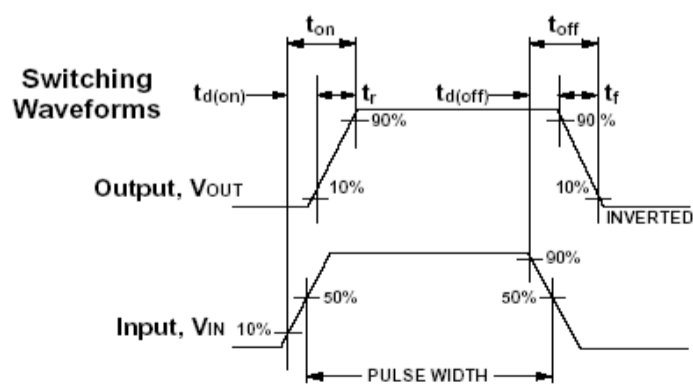 ton
toff
Switching
Waveforms
td(on)
tr
td(off)
tf
90%
90%
Output, VOUT
10%
10%
INVERTED
90%
50%
50%
Input, VIN
10%
PULSE WIDTH